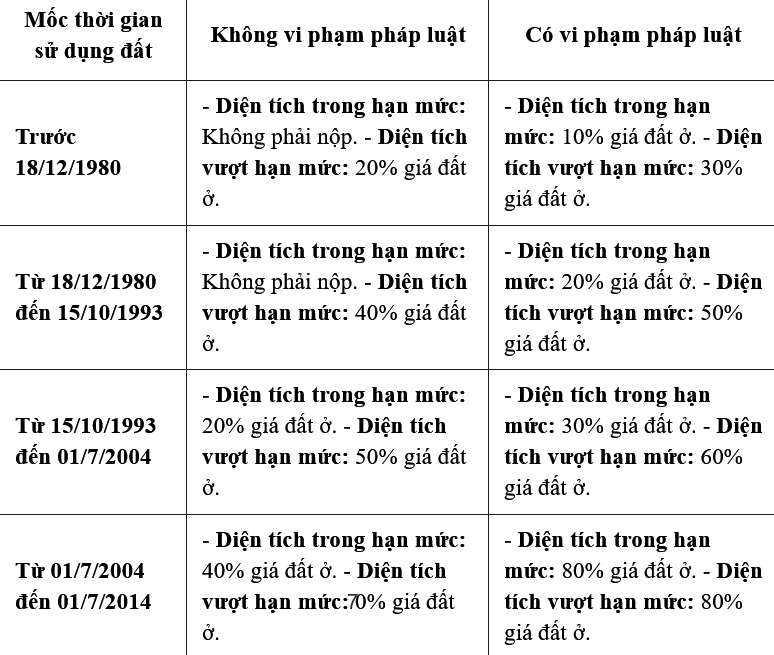 Mốc thời gian
sử dụng đất
Không vi phạm pháp luật
Có vi phạm pháp luật
Trước
18/12/1980
- Diện tích trong hạn mức:
Không phải nộp. - Diện tích
vượt hạn mức: 20% giá đất
ở.
- Diện tích trong hạn
mức: 10% giá đất ở. - Diện
tích vượt hạn mức: 30%
giá đất ở.
Từ 18/12/1980
đến 15/10/1993
- Diện tích trong hạn mức:
Không phải nộp. - Diện tích
vượt hạn mức: 40% giá đất
ở.
- Diện tích trong hạn
mức: 20% giá đất ở. - Diện
tích vượt hạn mức: 50%
giá đất ở.
Từ 15/10/1993
đến 01/7/2004
- Diện tích trong hạn mức:
20% giá đất ở. - Diện tích
vượt hạn mức: 50% giá đất
ở.
- Diện tích trong hạn
mức: 30% giá đất ở. - Diện
tích vượt hạn mức: 60%
giá đất ở.
Từ 01/7/2004
đến 01/7/2014
- Diện tích trong hạn mức:
40% giá đất ở. - Diện tích
vượt hạn mức:70% giá đất
ở.
- Diện tích trong hạn
mức: 80% giá đất ở. - Diện
tích vượt hạn mức: 80%
giá đất ở.